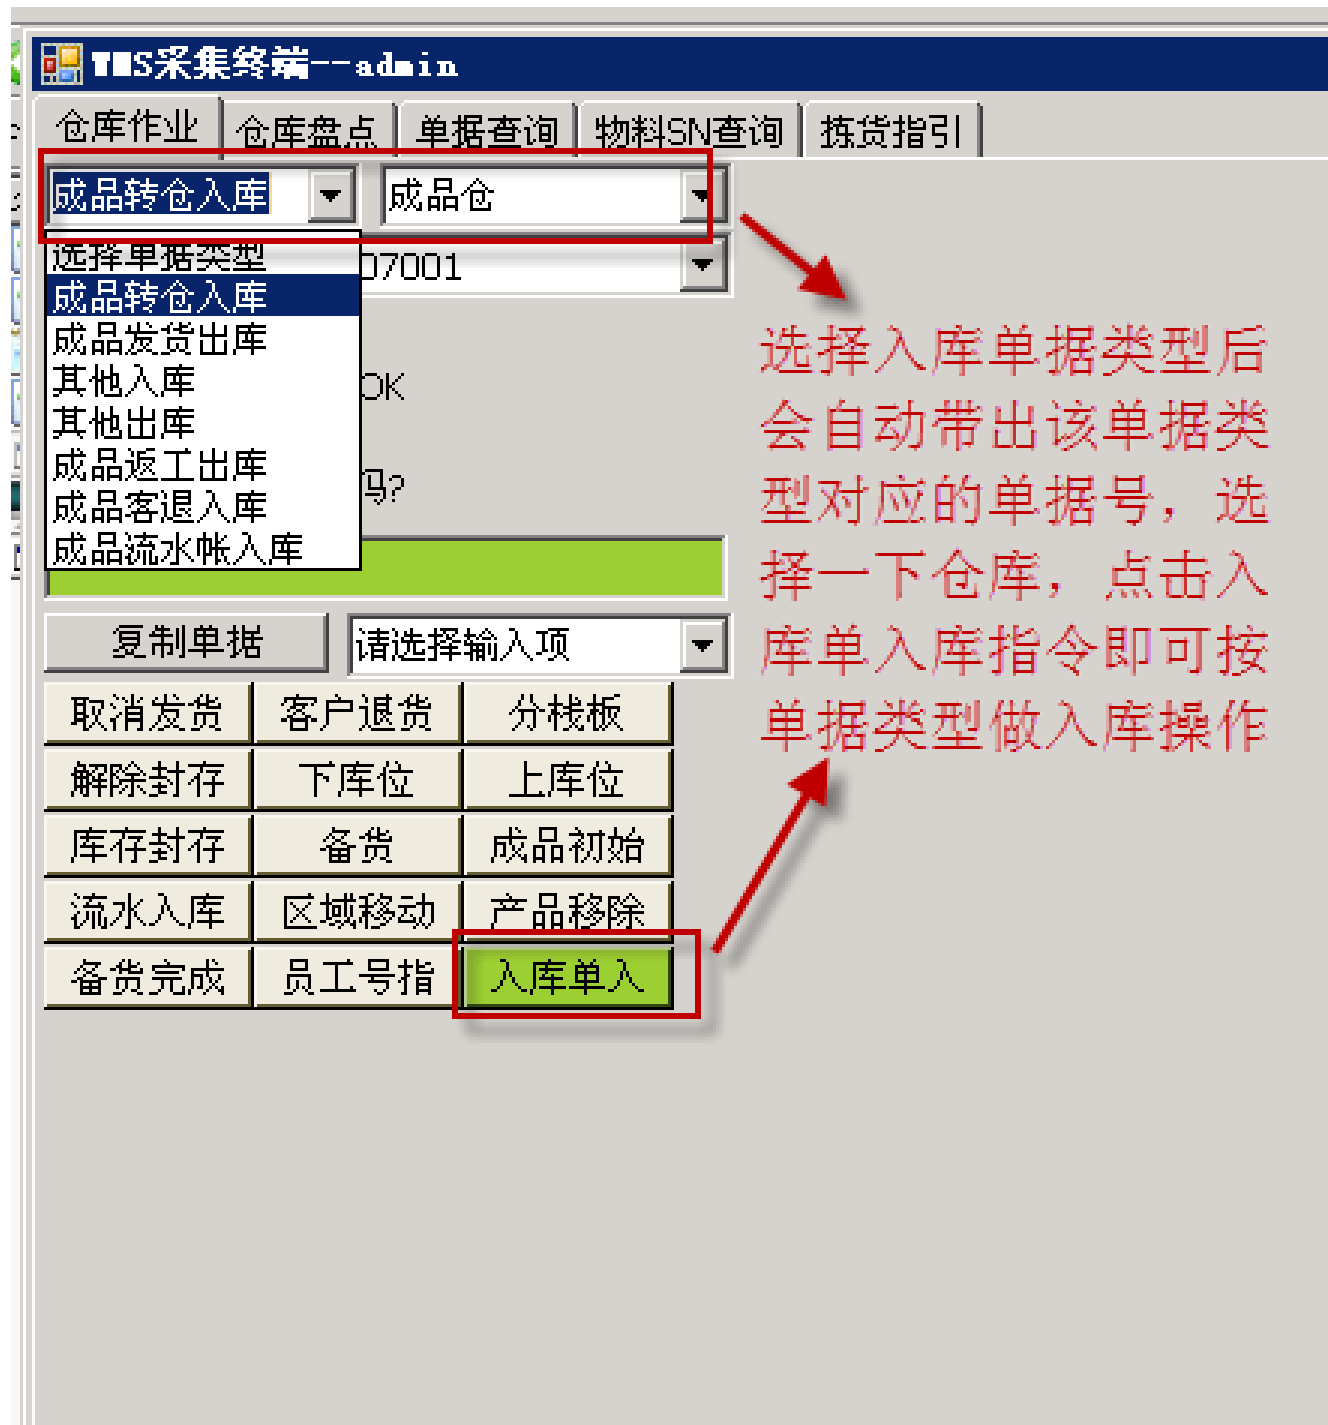 WMS采集终端--admin
仓库作业 仓库盘点 单据查询 物料SN查询 拣货指引
成品转仓入库 成品仓
选择单据类型 07001
成品转仓入库
成品发货出库
其他入库 OK
其他出库
成品返工出库
成品客退入库 吗?
成品流水帐入库
复制单据 请选择输入项
取消发货 客户退货 分栈板
解除封存 下库位 上库位
库存封存 备货 成品初始
流水入库 区域移动 产品移除
备货完成 员工号指 入库单入
选择入库单据类型后
会自动带出该单据类
型对应的单据号，选
择一下仓库，点击入
库单入库指令即可按
单据类型做入库操作